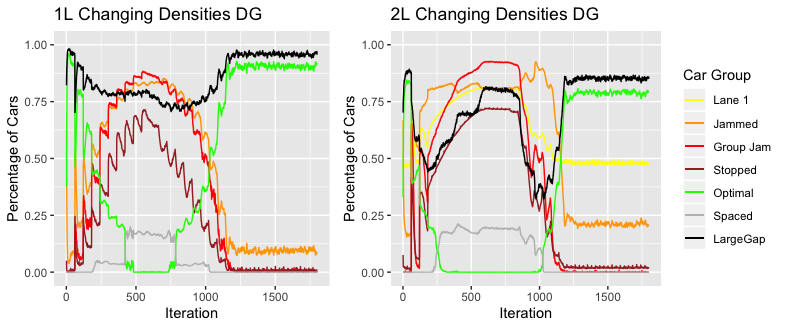 1L Changing Densities DG
1.00
0.75
0.50
0.25
0.00
Percentage of Cars
0
500
1000
1500
Iteration
2L Changing Densities DG
1.00
0.75
0.50
0.25
0.00
Percentage of Cars
0
500
1000
1500
Iteration
Car Group
Lane 1
Jammed
Group Jam
Stopped
Optimal
Spaced
LargeGap